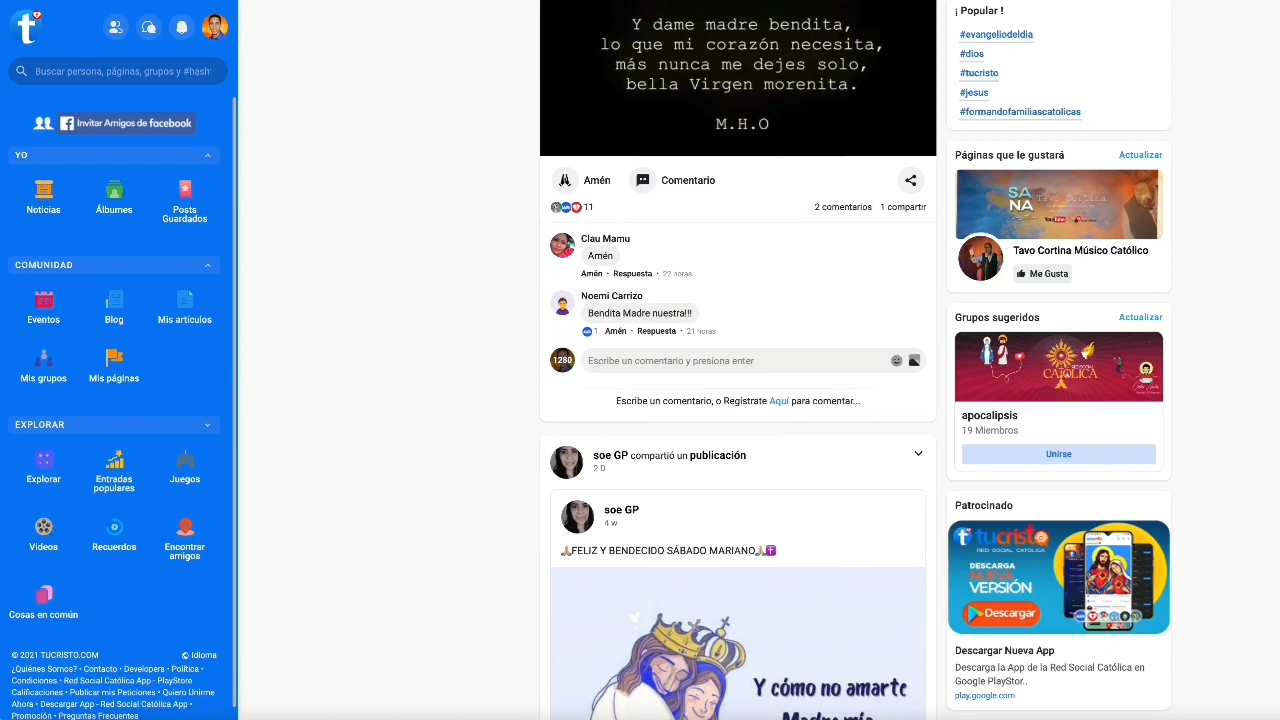 Buscar persona, páginas, grupos y #hash
Invitar Amigos de facebook
YO
Noticias
Álbumes
Posts
Guardados
COMUNIDAD
Eventos
Blog
Mis artículos
Mis grupos
Mis páginas
EXPLORAR
Explorar
Entradas
populares
Juegos
Videos
Recuerdos
Encontrar
amigos
Cosas en común
© 2021 TUCRISTO.COM
Idioma
¿Quiénes Somos? • Contacto • Developers • Política •
Condiciones • Red Social Católica App - PlayStore
Calificaciones • Publicar mis Peticiones • Quiero Unirme
Ahora • Descargar App - Red Social Católica App •
Promoción • Preguntas Frecuentes
Y dame madre bendita,
lo que mi corazón necesita,
más nunca me dejes solo,
bella Virgen morenita.
M.H.O
Amén
Comentario
11
2 comentarios 1 compartir
Clau Mamu
Amén
Amén · Respuesta · 22 horas
Noemi Carrizo
Bendita Madre nuestra!!!
1 Amén · Respuesta · 21 horas
1280
Escribe un comentario y presiona enter
Escribe un comentario, o Regístrate Aquí para comentar...
soe GP compartió un publicación
2 D
soe GP
4 w
🙏🏽FELIZ Y BENDECIDO SÁBADO MARIANO🙏🏽✝️
Y cómo no amarte
Madre mía
¡ Popular !
#evangeliodeldia
#dios
#tucristo
#jesus
#formandofamiliascatolicas
Páginas que le gustará
Actualizar
SA
NA
Tavo Cortina
Tavo Cortina Músico Católico
Me Gusta
Grupos sugeridos
Actualizar
CATOLICA
apocalipsis
19 Miembros
Unirse
Patrocinado
tucristo
RED SOCIAL CATÓLICA
DESCARGA
NUEVA
VERSIÓN
Descargar
Descargar Nueva App
Descarga la App de la Red Social Católica en
Google PlayStor..
play.google.com